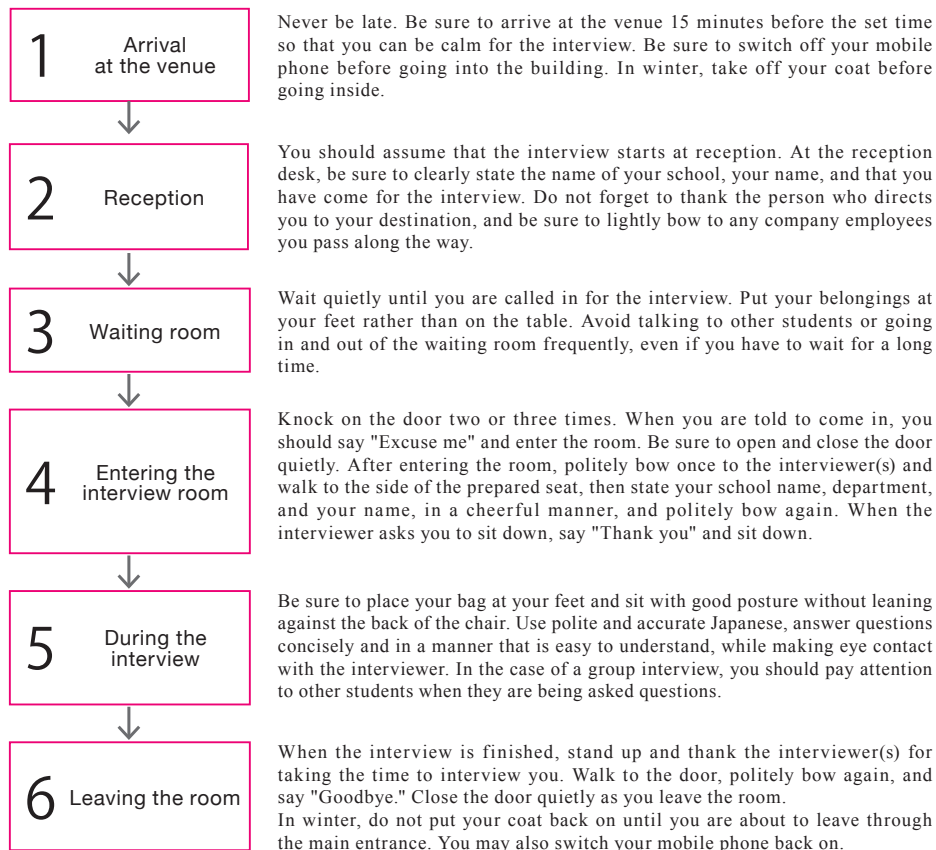 1
Arrival
at the venue
Never be late. Be sure to arrive at the venue 15 minutes before the set time
so that you can be calm for the interview. Be sure to switch off your mobile
phone before going into the building. In winter, take off your coat before
going inside.
2
Reception
You should assume that the interview starts at reception. At the reception
desk, be sure to clearly state the name of your school, your name, and that you
have come for the interview. Do not forget to thank the person who directs
you to your destination, and be sure to lightly bow to any company employees
you pass along the way.
3
Waiting room
Wait quietly until you are called in for the interview. Put your belongings at
your feet rather than on the table. Avoid talking to other students or going
in and out of the waiting room frequently, even if you have to wait for a long
time.
4
Entering the
interview room
Knock on the door two or three times. When you are told to come in, you
should say "Excuse me" and enter the room. Be sure to open and close the door
quietly. After entering the room, politely bow once to the interviewer(s) and
walk to the side of the prepared seat, then state your school name, department,
and your name, in a cheerful manner, and politely bow again. When the
interviewer asks you to sit down, say "Thank you" and sit down.
5
During the
interview
Be sure to place your bag at your feet and sit with good posture without leaning
against the back of the chair. Use polite and accurate Japanese, answer questions
concisely and in a manner that is easy to understand, while making eye contact
with the interviewer. In the case of a group interview, you should pay attention
to other students when they are being asked questions.
6
Leaving the room
When the interview is finished, stand up and thank the interviewer(s) for
taking the time to interview you. Walk to the door, politely bow again, and
say "Goodbye." Close the door quietly as you leave the room.
In winter, do not put your coat back on until you are about to leave through
the main entrance. You may also switch your mobile phone back on.